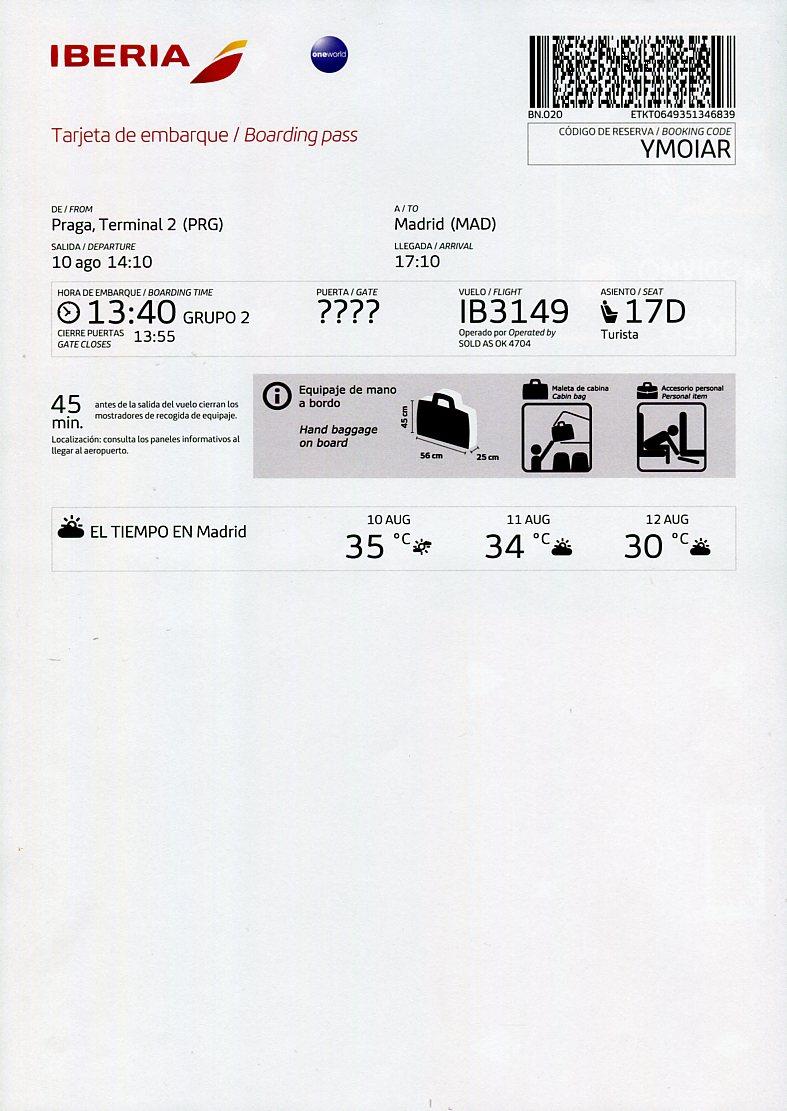 IBERIA
oneworld
BN.020 ETKT0649351346839
Tarjeta de embarque / Boarding pass
CÓDIGO DE RESERVA / BOOKING CODE
YMOIAR
DE / FROM
Praga, Terminal 2 (PRG)
A / TO
Madrid (MAD)
SALIDA / DEPARTURE
10 ago 14:10
LLEGADA / ARRIVAL
17:10
HORA DE EMBARQUE / BOARDING TIME
13:40 GRUPO 2
CIERRE PUERTAS 13:55
GATE CLOSES
PUERTA / GATE
????
VUELO / FLIGHT
IB3149
Operado por Operated by
SOLD AS OK 4704
ASIENTO / SEAT
17D
Turista
45
min.
antes de la salida del vuelo cierran los
mostradores de recogida de equipaje.
Localización: consulta los paneles informativos al
llegar al aeropuerto.
Equipaje de mano
a bordo
Hand baggage
on board
45 cm
56 cm
25 cm
Maleta de cabina
Cabin bag
Accesorio personal
Personal item
EL TIEMPO EN Madrid
10 AUG
35 °C
11 AUG
34 °C
12 AUG
30 °C